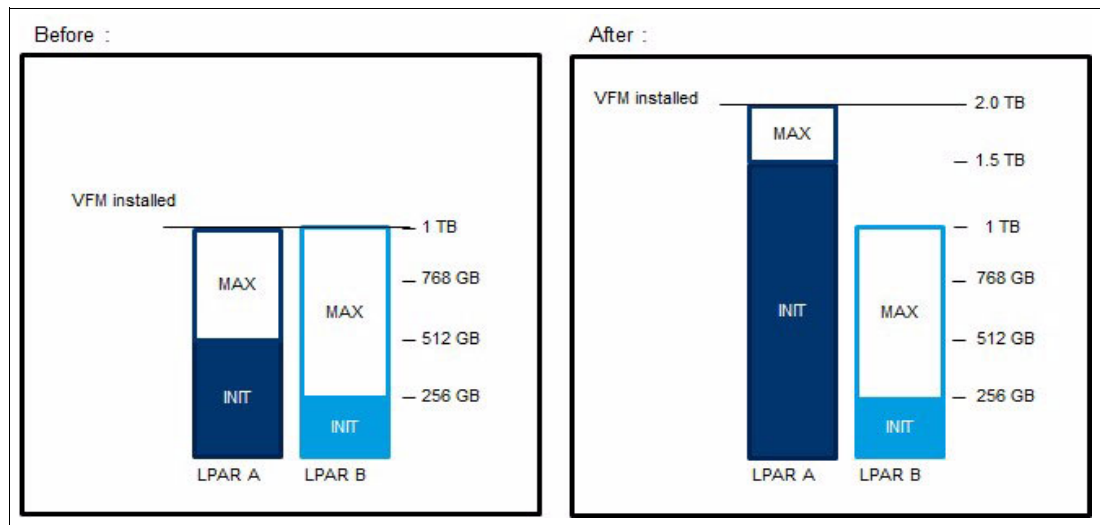 Before :
VFM installed
1 TB
MAX
768 GB
MAX
512 GB
INIT
256 GB
INIT
LPAR A LPAR B
After :
VFM installed
2.0 TB
MAX
1.5 TB
1 TB
768 GB
INIT
MAX
512 GB
256 GB
INIT
LPAR A LPAR B